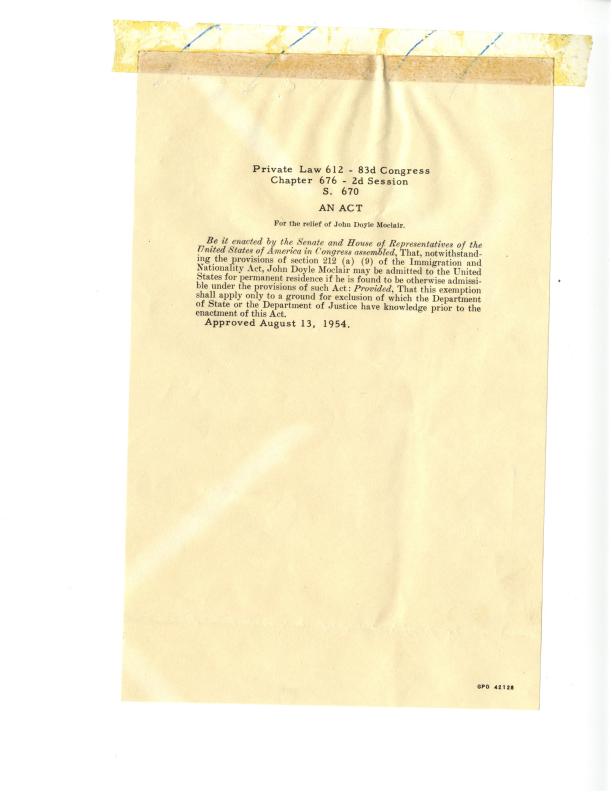 Private Law 612 - 83d Congress
Chapter 676 - 2d Session
S. 670
AN ACT
For the relief of John Doyle Moclair.
Be it enacted by the Senate and House of Representatives of the
United States of America in Congress assembled, That, notwithstand-
ing the provisions of section 212 (a) (9) of the Immigration and
Nationality Act, John Doyle Moclair may be admitted to the United
States for permanent residence if he is found to be otherwise admissi-
ble under the provisions of such Act: Provided, That this exemption
shall apply only to a ground for exclusion of which the Department
of State or the Department of Justice have knowledge prior to the
enactment of this Act.
Approved August 13, 1954.
GPO 42128